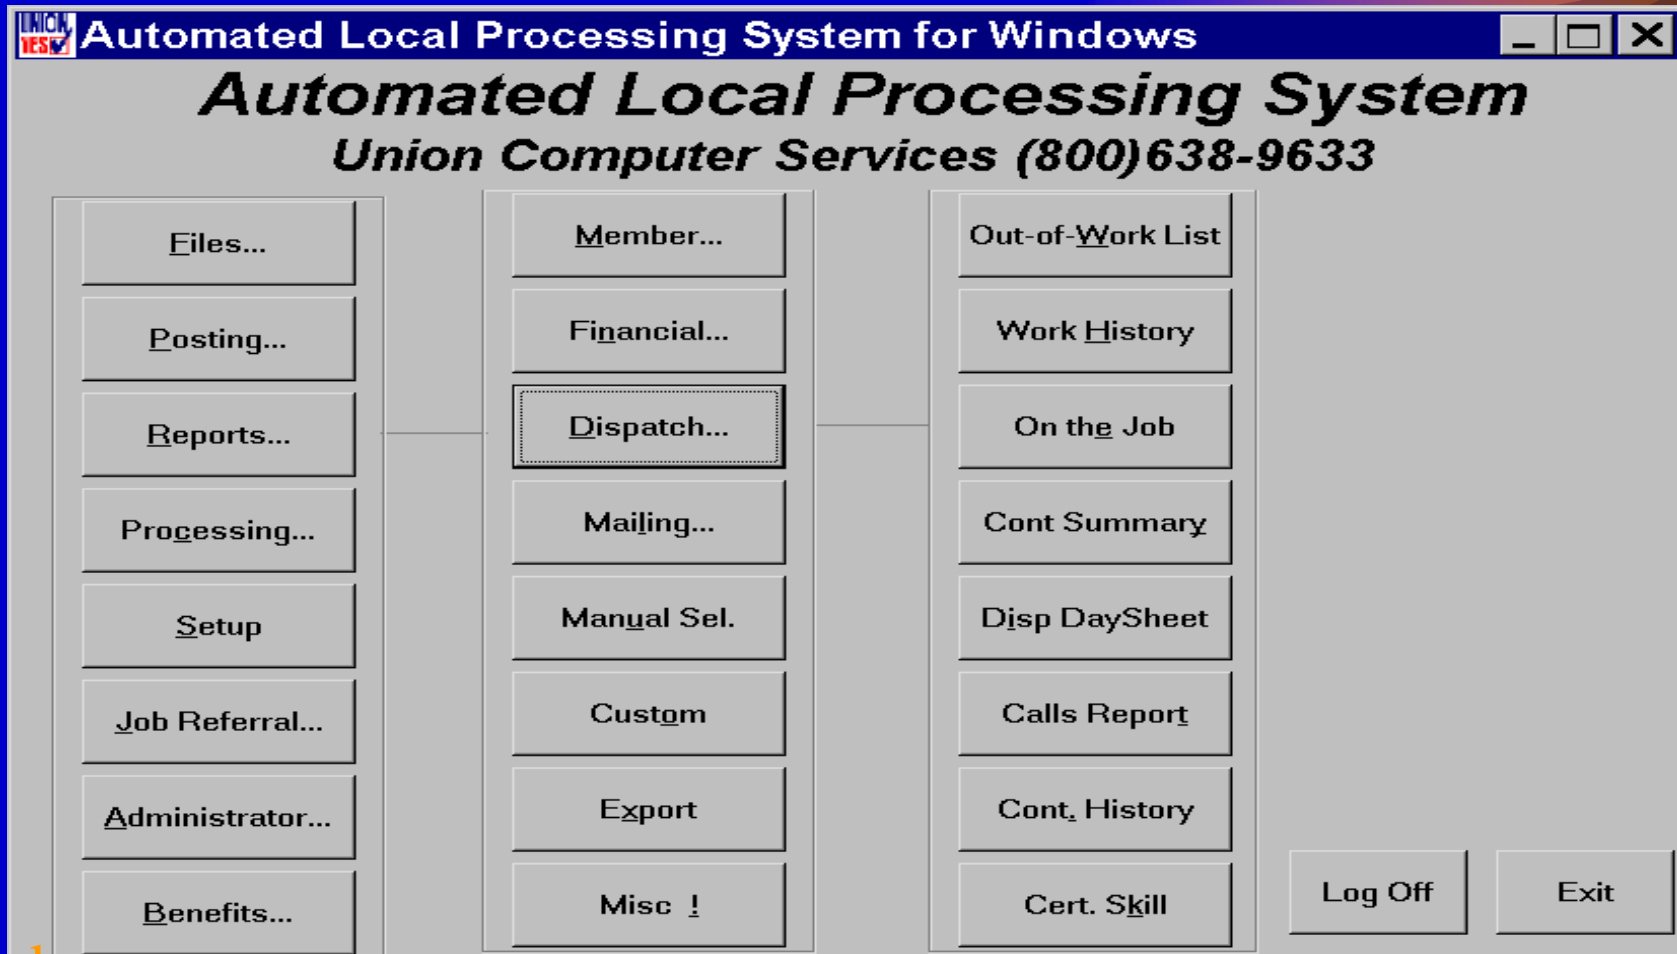 UNION YES
Automated Local Processing System for Windows
Automated Local Processing System
Union Computer Services (800)638-9633
Files...
Posting...
Reports...
Processing...
Setup
Job Referral...
Administrator...
Benefits...
Member...
Financial...
Dispatch...
Mailing...
Manual Sel.
Custom
Export
Misc !
Out-of-Work List
Work History
On the Job
Cont Summary
Disp DaySheet
Calls Report
Cont. History
Cert. Skill
Log Off
Exit